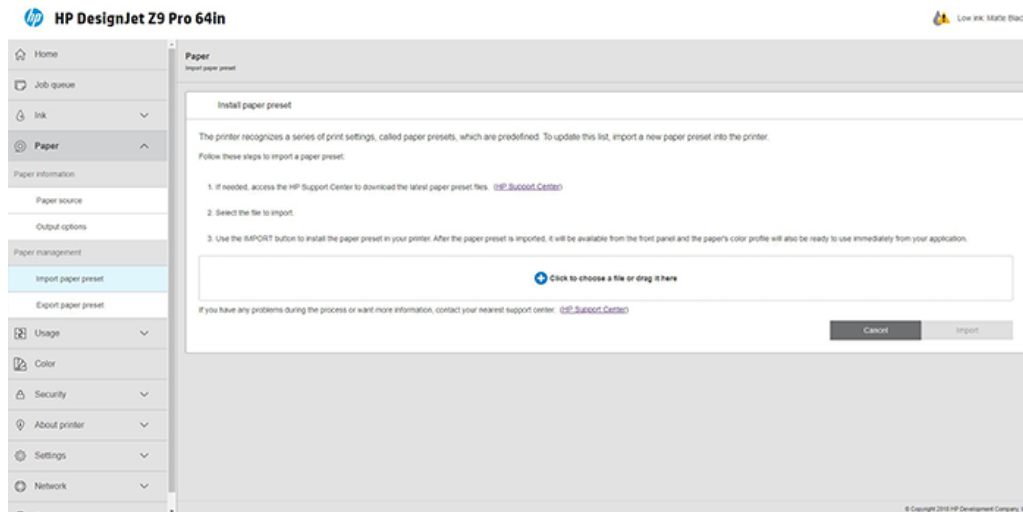 hp HP DesignJet Z9 Pro 64in
Low ink: Matte Blac
Home
Job queue
Ink
Paper
Paper information
Paper source
Output options
Paper management
Import paper preset
Export paper preset
Usage
Color
Security
About printer
Settings
Network
Paper
Import paper preset
Install paper preset
The printer recognizes a series of print settings, called paper presets, which are predefined. To update this list, import a new paper preset into the printer.
Follow these steps to import a paper preset:
1. If needed, access the HP Support Center to download the latest paper preset files. (HP Support Center)
2. Select the file to import.
3. Use the IMPORT button to install the paper preset in your printer. After the paper preset is imported, it will be available from the front panel and the paper's color profile will also be ready to use immediately from your application.
Click to choose a file or drag it here
If you have any problems during the process or want more information, contact your nearest support center. (HP Support Center)
Cancel
Import
© Copyright 2018 HP Development Company,